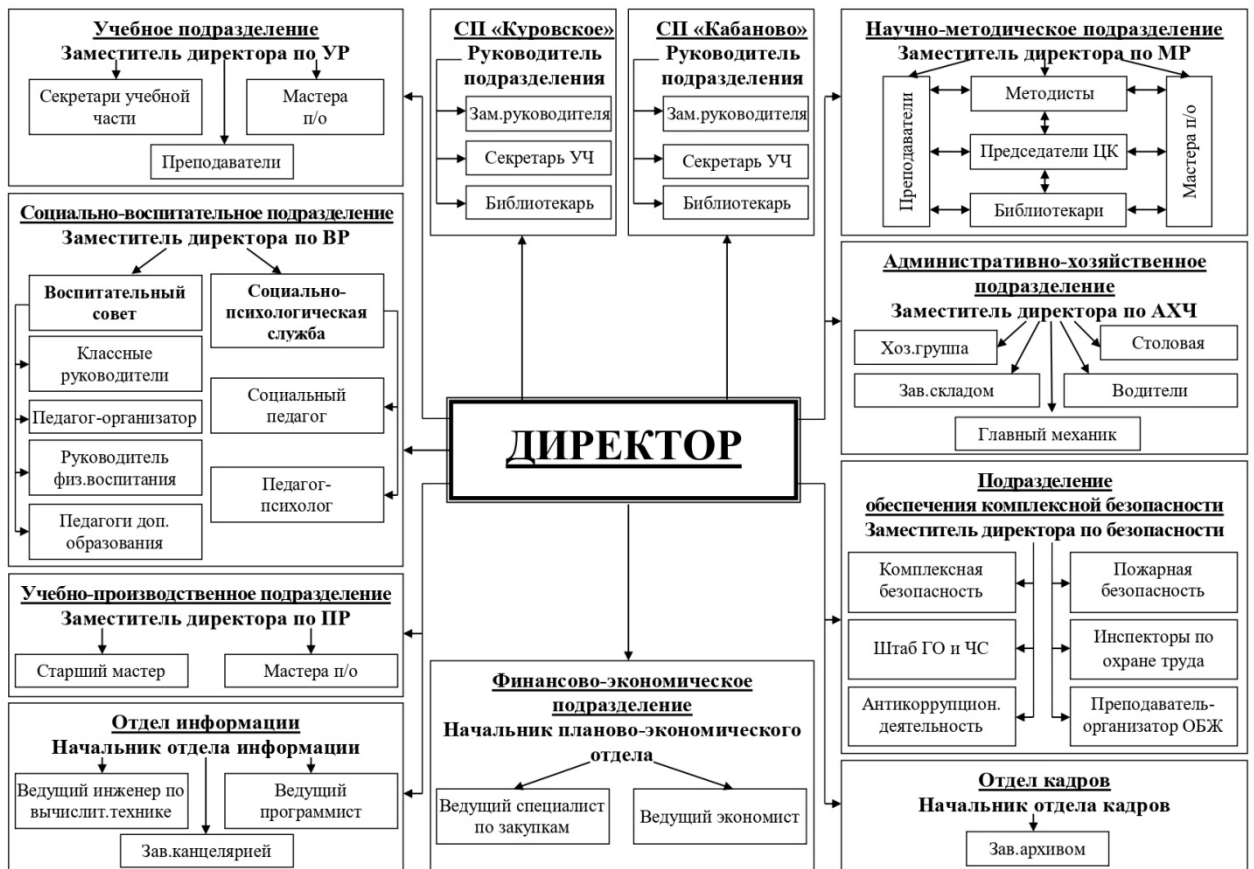 Учебное подразделение
Заместитель директора по УР
Секретари учебной
части
Мастера
п/о
Преподаватели
Социально-воспитательное подразделение
Заместитель директора по ВР
Воспитательный
совет
Социально-
психологическая
служба
Классные
руководители
Педагог-организатор
Руководитель
физ.воспитания
Педагоги доп.
образования
Социальный
педагог
Педагог-
психолог
Учебно-производственное подразделение
Заместитель директора по ПР
Старший мастер
Мастера п/о
Отдел информации
Начальник отдела информации
Ведущий инженер по
вычислит.технике
Ведущий
программист
Зав.канцелярией
СП «Куровское»
Руководитель
подразделения
Зам.руководителя
Секретарь УЧ
Библиотекарь
СП «Кабаново»
Руководитель
подразделения
Зам.руководителя
Секретарь УЧ
Библиотекарь
ДИРЕКТОР
Финансово-экономическое
подразделение
Начальник планово-экономического
отдела
Ведущий специалист
по закупкам
Ведущий экономист
Научно-методическое подразделение
Заместитель директора по МР
Преподаватели
Методисты
Председатели ЦК
Библиотекари
Мастера п/о
Административно-хозяйственное
подразделение
Заместитель директора по АХЧ
Хоз.группа
Столовая
Зав.складом
Водители
Главный механик
Подразделение
обеспечения комплексной безопасности
Заместитель директора по безопасности
Комплексная
безопасность
Пожарная
безопасность
Штаб ГО и ЧС
Инспекторы по
охране труда
Антикоррупцион.
деятельность
Преподаватель-
организатор ОБЖ
Отдел кадров
Начальник отдела кадров
Зав.архивом